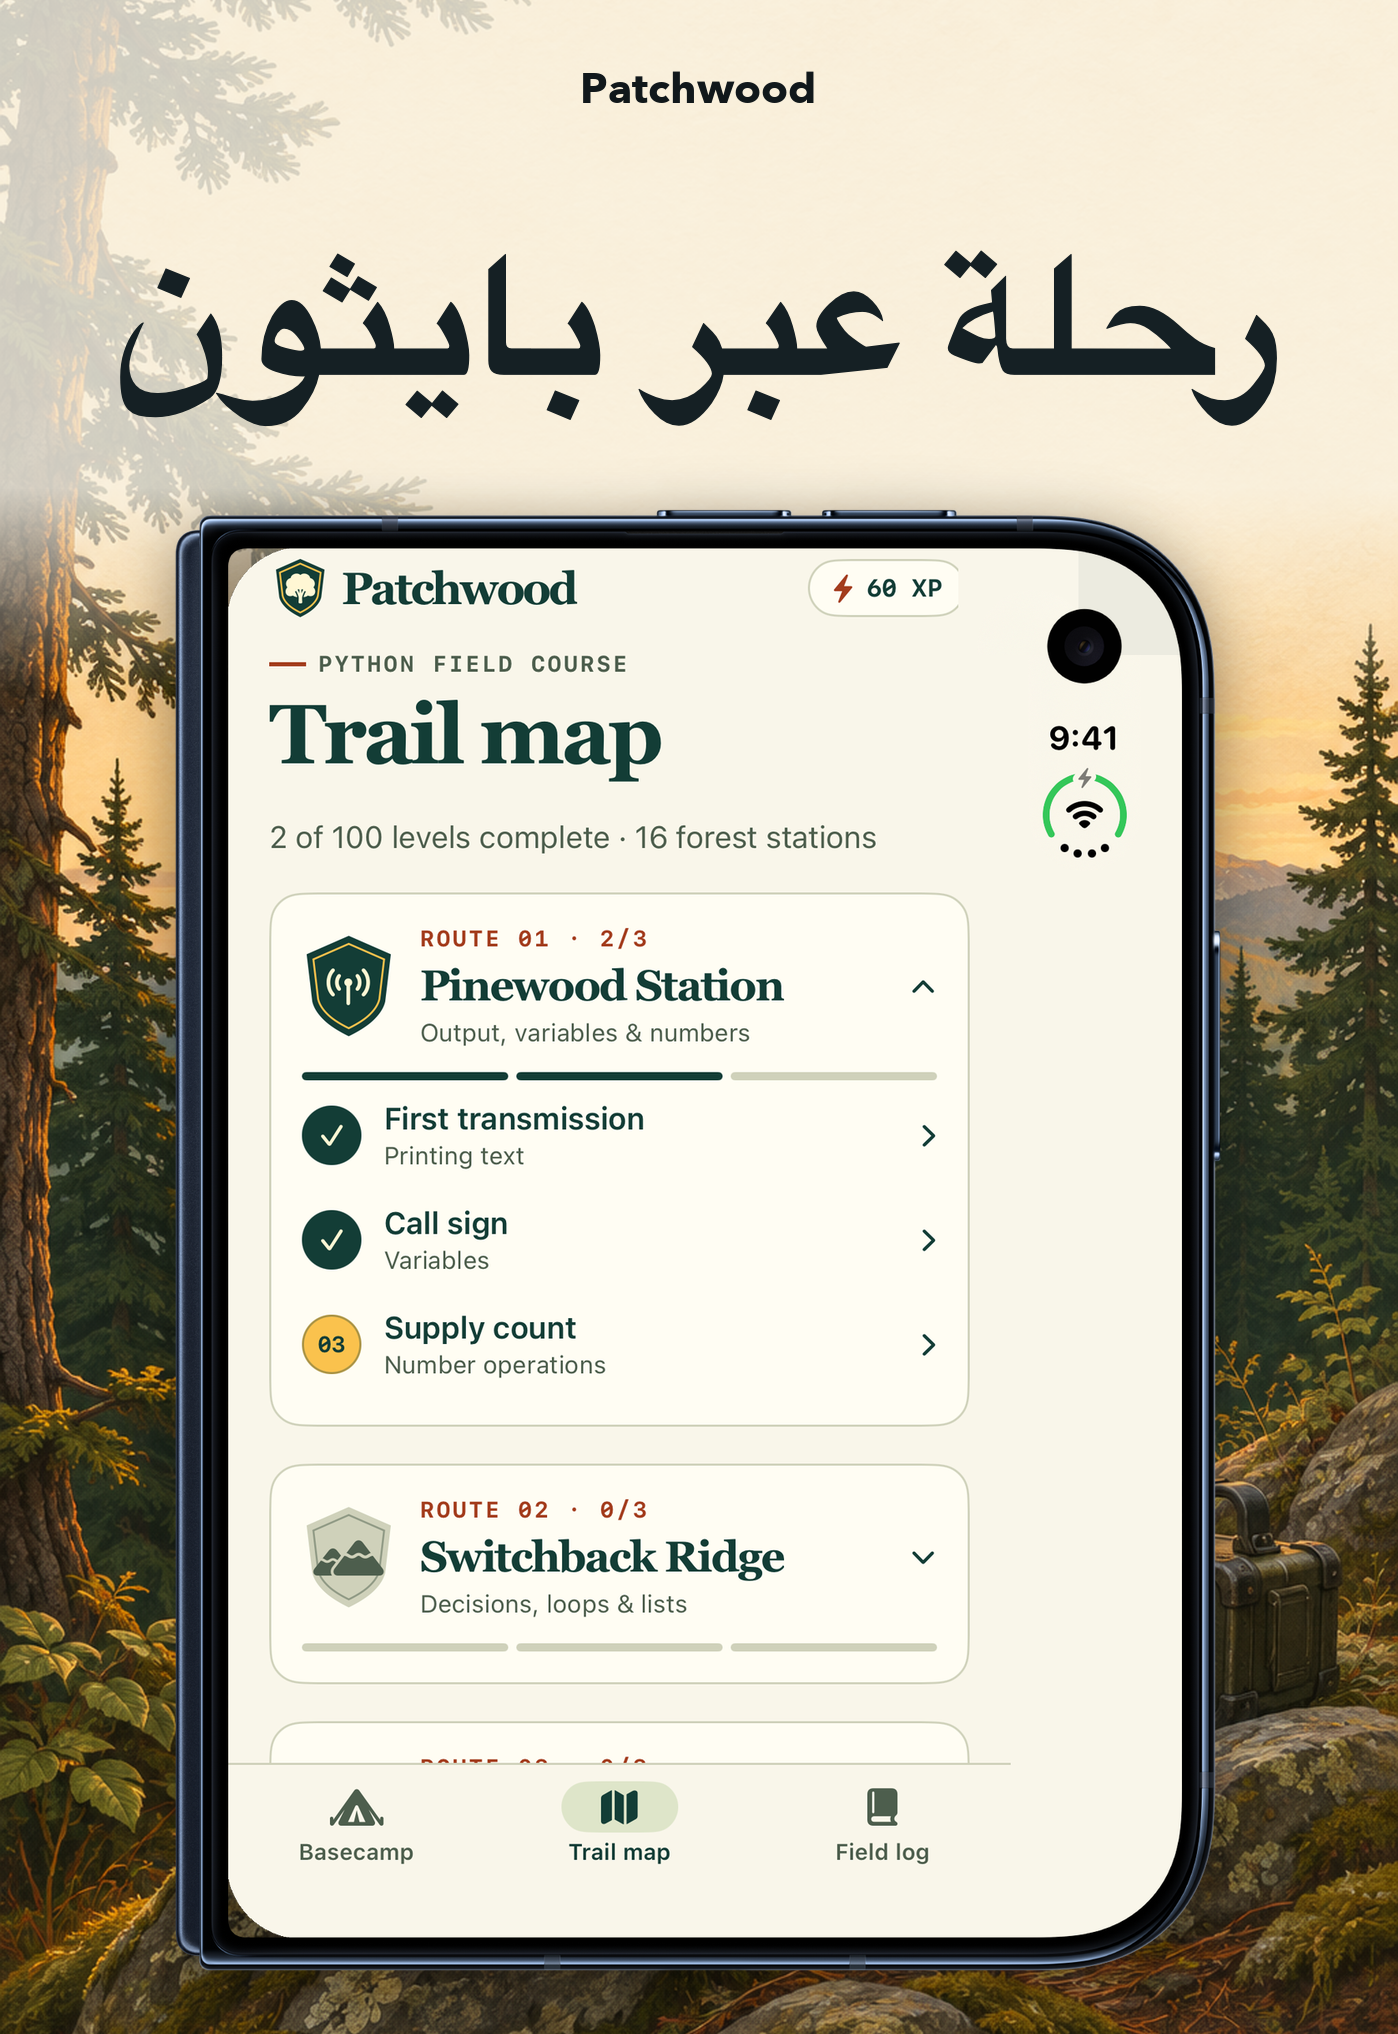 Patchwood
رحلة عبر بايثون
Patchwood
60 XP
PYTHON FIELD COURSE
Trail map
9:41
2 of 100 levels complete · 16 forest stations
ROUTE 01 · 2/3
Pinewood Station
Output, variables & numbers
First transmission
Printing text
Call sign
Variables
03
Supply count
Number operations
ROUTE 02 · 0/3
Switchback Ridge
Decisions, loops & lists
Basecamp
Trail map
Field log